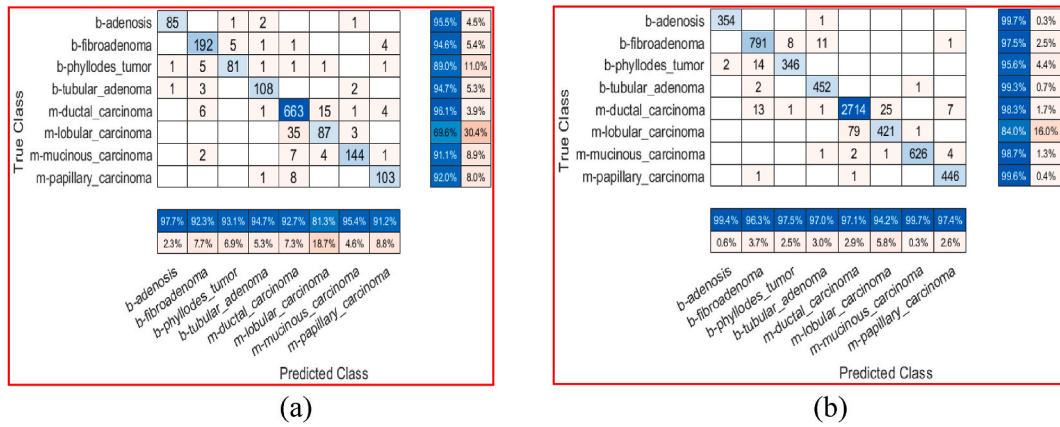 b-adenosis 85 1 2 1 95.5% 4.5%
b-fibroadenoma 192 5 1 1 4 94.6% 5.4%
b-phyllodes_tumor 1 5 81 1 1 1 1 89.0% 11.0%
b-tubular_adenoma 1 3 108 2 94.7% 5.3%
m-ductal_carcinoma 6 1 663 15 1 4 96.1% 3.9%
m-lobular_carcinoma 35 87 3 69.6% 30.4%
m-mucinous_carcinoma 2 7 4 144 1 91.1% 8.9%
m-papillary_carcinoma 1 8 103 92.0% 8.0%
True Class
97.7% 92.3% 93.1% 94.7% 92.7% 81.3% 95.4% 91.2%
2.3% 7.7% 6.9% 5.3% 7.3% 18.7% 4.6% 8.8%
b-adenosis
b-fibroadenoma
b-phyllodes_tumor
b-tubular_adenoma
m-ductal_carcinoma
m-lobular_carcinoma
m-mucinous_carcinoma
m-papillary_carcinoma
Predicted Class
(a)
b-adenosis 354 1 99.7% 0.3%
b-fibroadenoma 791 8 11 1 97.5% 2.5%
b-phyllodes_tumor 2 14 346 95.6% 4.4%
b-tubular_adenoma 2 452 1 99.3% 0.7%
m-ductal_carcinoma 13 1 1 2714 25 7 98.3% 1.7%
m-lobular_carcinoma 79 421 1 84.0% 16.0%
m-mucinous_carcinoma 1 2 1 626 4 98.7% 1.3%
m-papillary_carcinoma 1 1 446 99.6% 0.4%
True Class
99.4% 96.3% 97.5% 97.0% 97.1% 94.2% 99.7% 97.4%
0.6% 3.7% 2.5% 3.0% 2.9% 5.8% 0.3% 2.6%
b-adenosis
b-fibroadenoma
b-phyllodes_tumor
b-tubular_adenoma
m-ductal_carcinoma
m-lobular_carcinoma
m-mucinous_carcinoma
m-papillary_carcinoma
Predicted Class
(b)